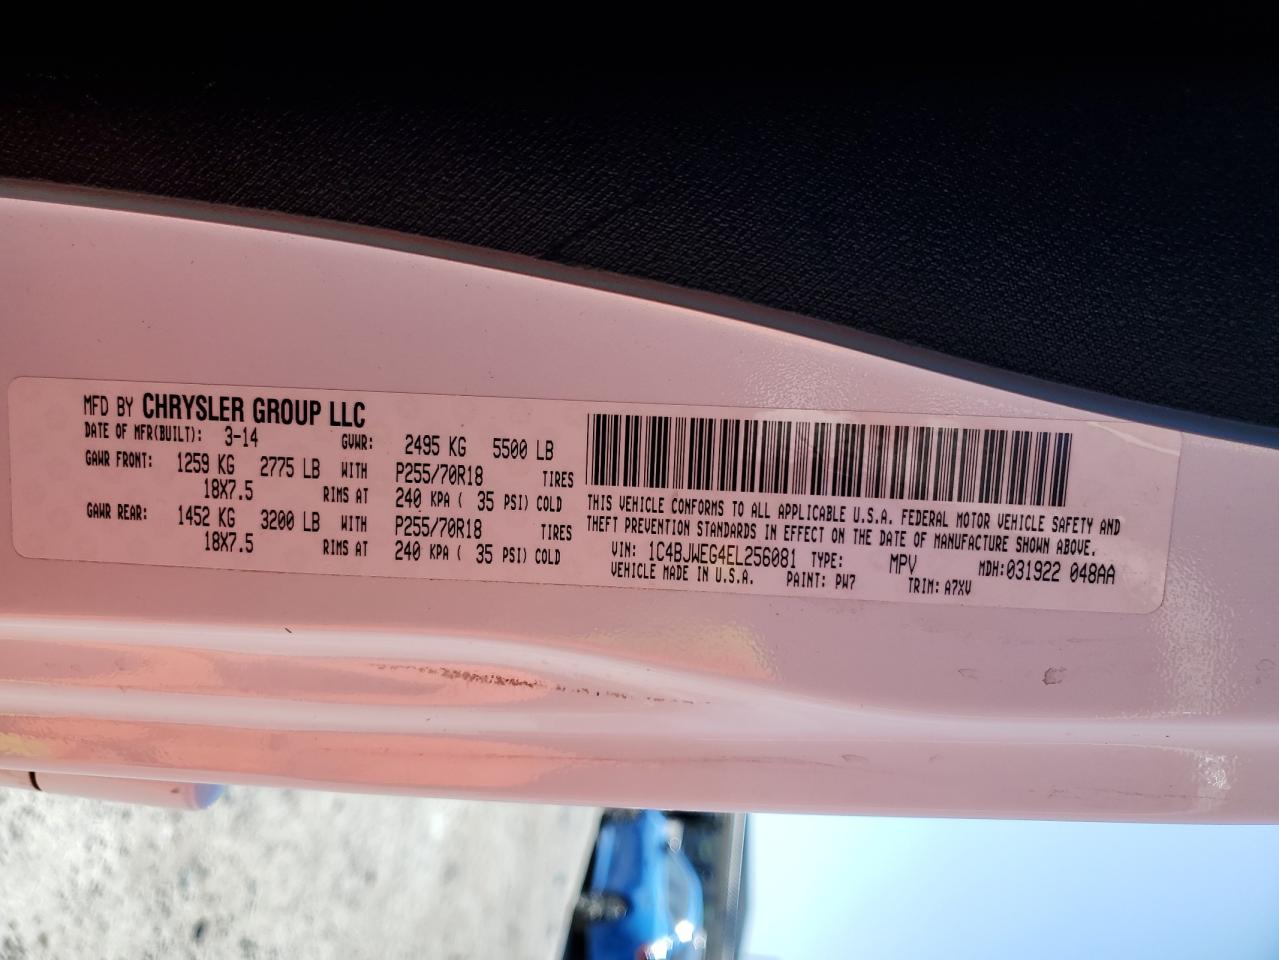 MFD BY CHRYSLER GROUP LLC
DATE OF MFR(BUILT): 3-14 GVWR: 2495 KG 5500 LB
GAWR FRONT: 1259 KG 2775 LB WITH P255/70R18 TIRES
18X7.5 RIMS AT 240 KPA ( 35 PSI) COLD
GAWR REAR: 1452 KG 3200 LB WITH P255/70R18 TIRES
18X7.5 RIMS AT 240 KPA ( 35 PSI) COLD
THIS VEHICLE CONFORMS TO ALL APPLICABLE U.S.A. FEDERAL MOTOR VEHICLE SAFETY AND
THEFT PREVENTION STANDARDS IN EFFECT ON THE DATE OF MANUFACTURE SHOWN ABOVE.
VIN: 1C4BJWEG4EL256081 TYPE: MPV MDH:031922 048AA
VEHICLE MADE IN U.S.A. PAINT: PW7 TRIM: A7XV